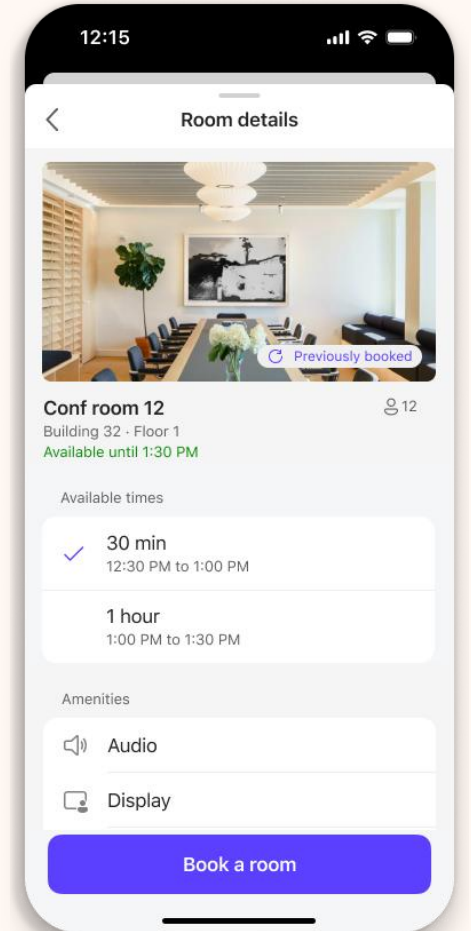 12:15
Room details
Previously booked
Conf room 12
12
Building 32 · Floor 1
Available until 1:30 PM
Available times
30 min
12:30 PM to 1:00 PM
1 hour
1:00 PM to 1:30 PM
Amenities
Audio
Display
Book a room